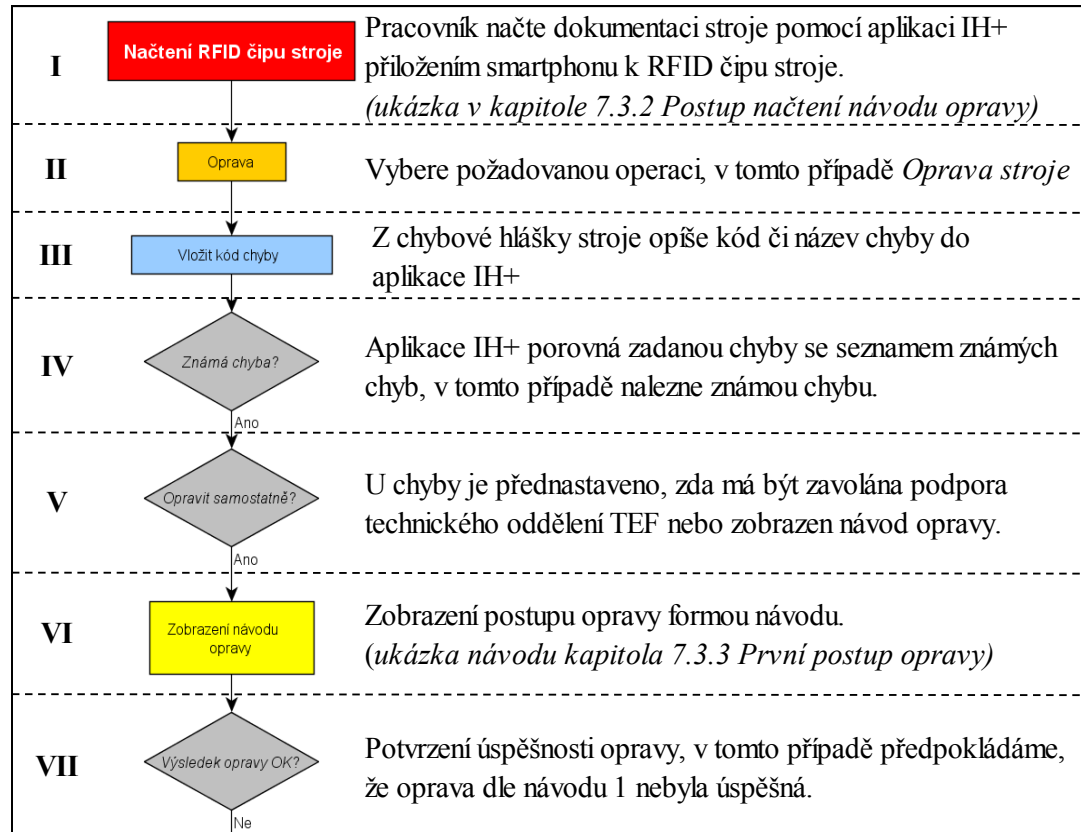 I
Načtení RFID čipu stroje
Pracovník načte dokumentaci stroje pomocí aplikaci IH+
přiložením smartphonu k RFID čipu stroje.
(ukázka v kapitole 7.3.2 Postup načtení návodu opravy)
II
Oprava
Vybere požadovanou operaci, v tomto případě Oprava stroje
III
Vložit kód chyby
Z chybové hlášky stroje opíše kód či název chyby do
aplikace IH+
IV
Známá chyba?
Ano
Aplikace IH+ porovná zadanou chyby se seznamem známých
chyb, v tomto případě nalezne známou chybu.
V
Opravit samostatně?
Ano
U chyby je přednastaveno, zda má být zavolána podpora
technického oddělení TEF nebo zobrazen návod opravy.
VI
Zobrazení návodu
opravy
Zobrazení postupu opravy formou návodu.
(ukázka návodu kapitola 7.3.3 První postup opravy)
VII
Výsledek opravy OK?
Ne
Potvrzení úspěšnosti opravy, v tomto případě předpokládáme,
že oprava dle návodu 1 nebyla úspěšná.